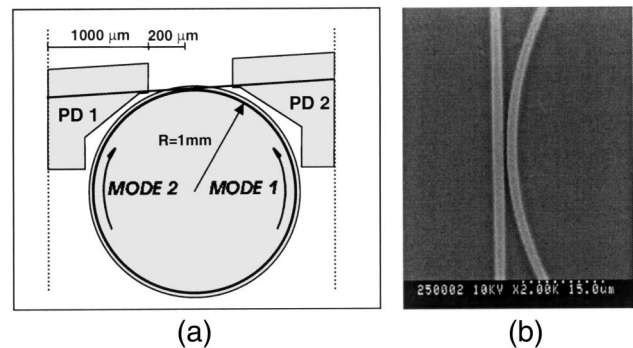 1000 μm
200 μm
PD 1
PD 2
R=1mm
MODE 2
MODE 1
250002 10KV X2.00K 15.0um
(a)
(b)